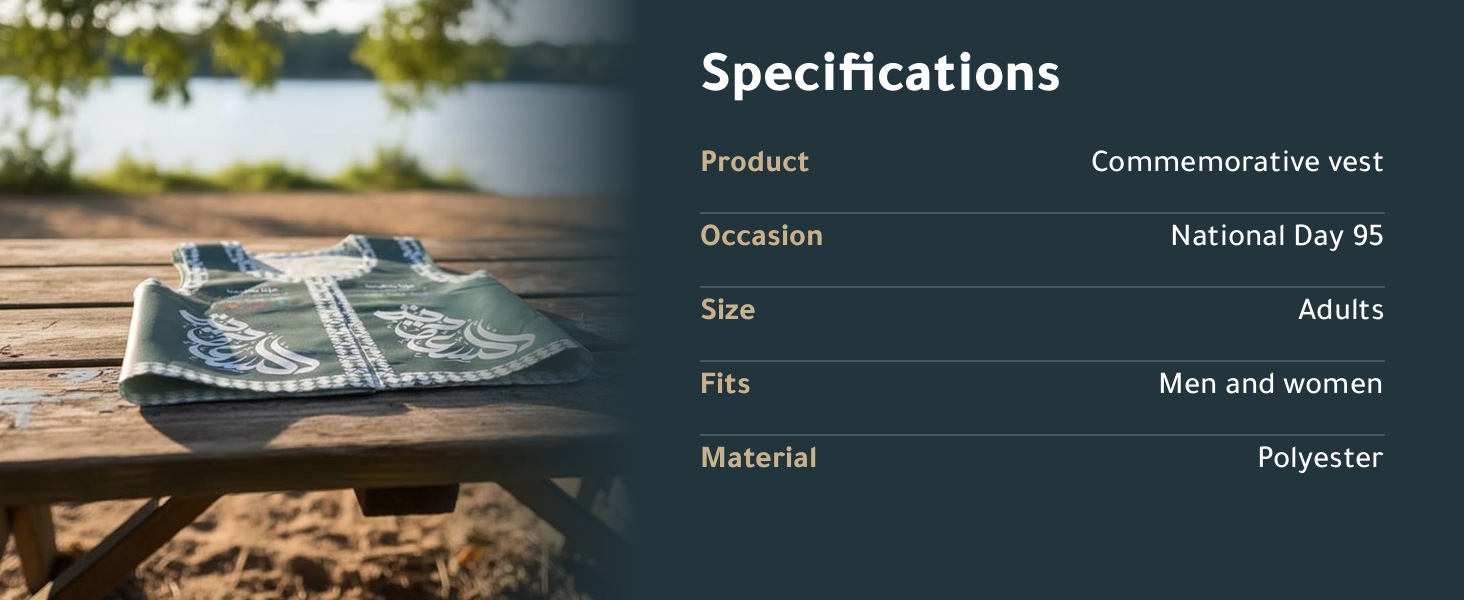 Specifications
Product Commemorative vest
Occasion National Day 95
Size Adults
Fits Men and women
Material Polyester